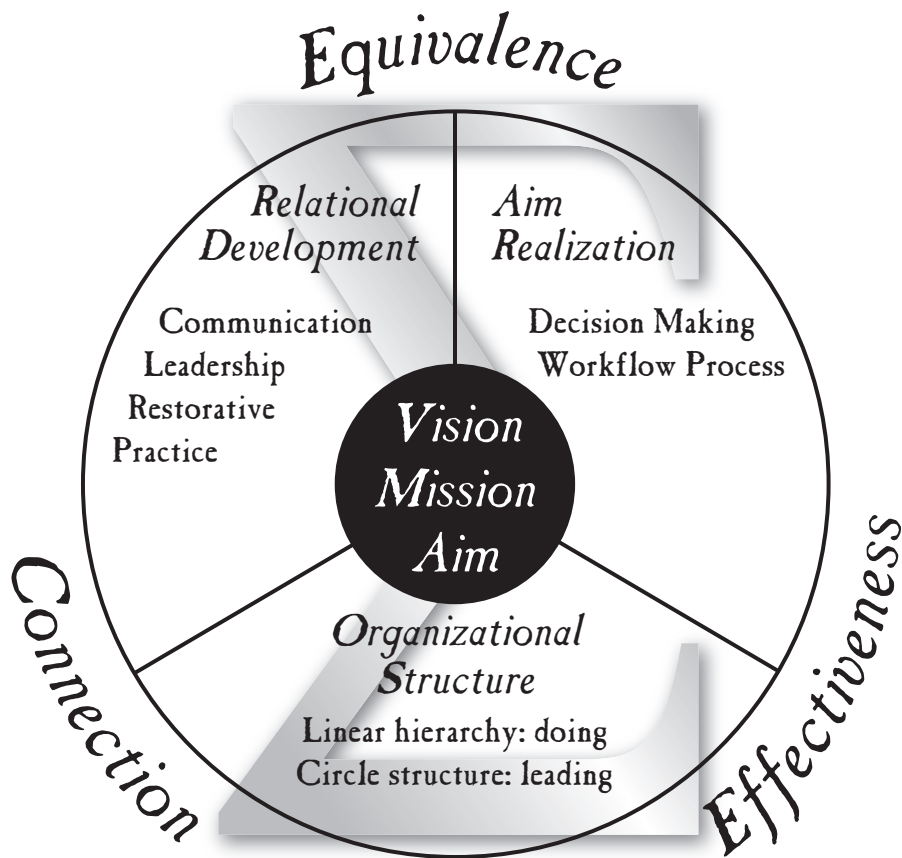 Equivalence
Relational
Development
Communication
Leadership
Restorative
Practice
Aim
Realization
Decision Making
Workflow Process
Vision
Mission
Aim
Organizational
Structure
Linear hierarchy: doing
Circle structure: leading
Connection
Effectiveness